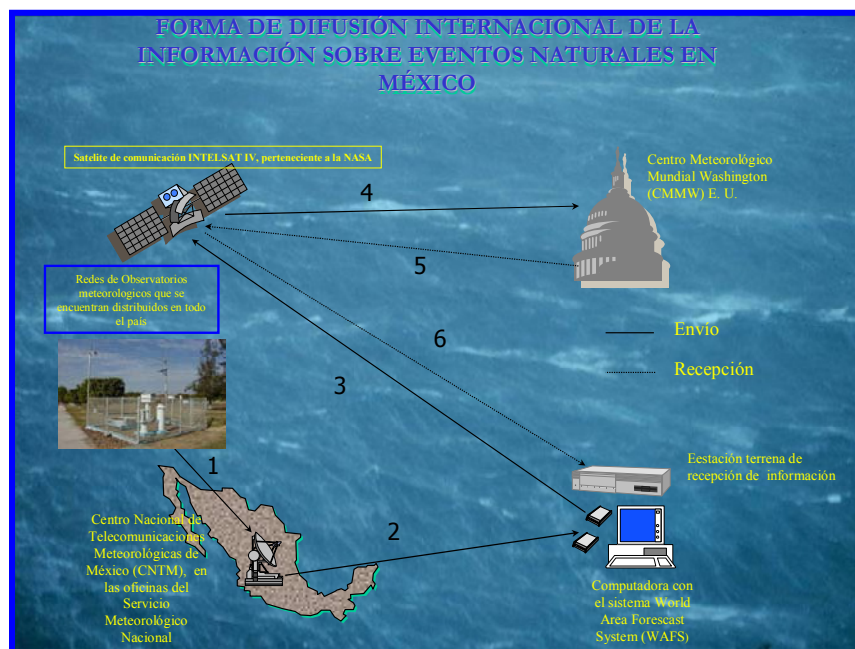 FORMA DE DIFUSIÓN INTERNACIONAL DE LA
INFORMACIÓN SOBRE EVENTOS NATURALES EN
MÉXICO
Satelite de comunicación INTELSAT IV, perteneciente a la NASA
Centro Meteorológico
Mundial Washington
(CMMW) E. U.
4
5
Redes de Observatorios
meteorologicos que se
encuentran distribuidos en todo
el país
6
Envío
Recepción
3
1
Eestación terrena de
recepción de información
Centro Nacional de
Telecomunicaciones
Meteorológicas de
México (CNTM), en
las oficinas del
Servicio
Meteorológico
Nacional
2
Computadora con
el sistema World
Area Forescast
System (WAFS)